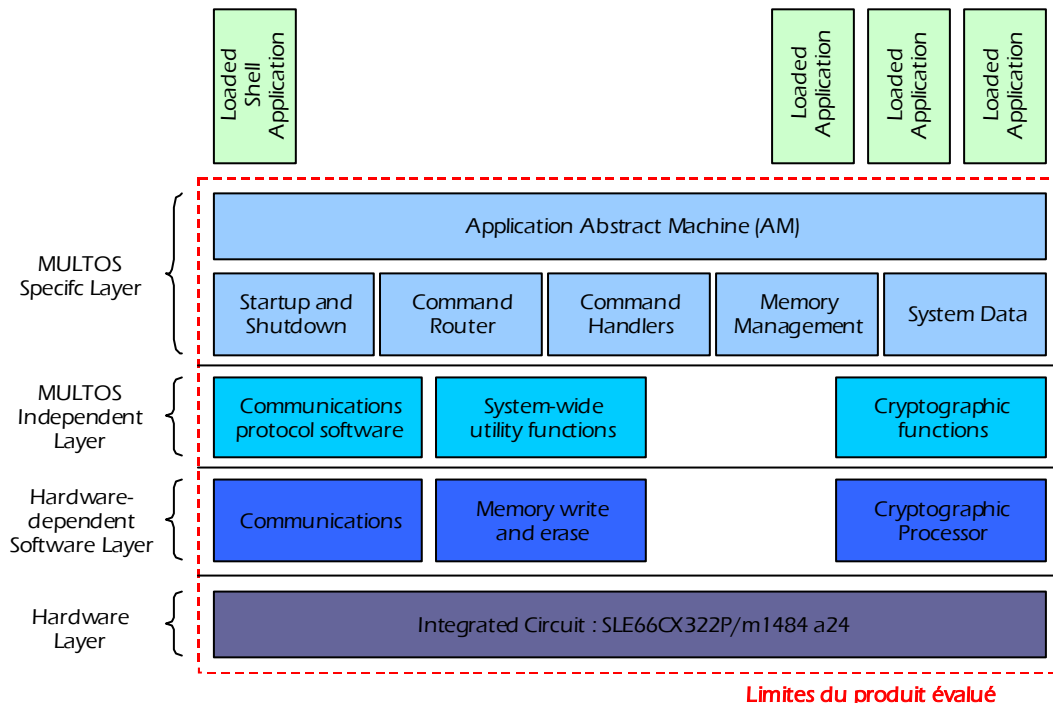 Loaded
Shell
Application
Loaded
Application
Loaded
Application
Loaded
Application
MULTOS
Specifc Layer
Application Abstract Machine (AM)
Startup and
Shutdown
Command
Router
Command
Handlers
Memory
Management
System Data
MULTOS
Independent
Layer
Communications
protocol software
System-wide
utility functions
Cryptographic
functions
Hardware-
dependent
Software Layer
Communications
Memory write
and erase
Cryptographic
Processor
Hardware
Layer
Integrated Circuit : SLE66CX322P/m1484 a24
Limites du produit évalué